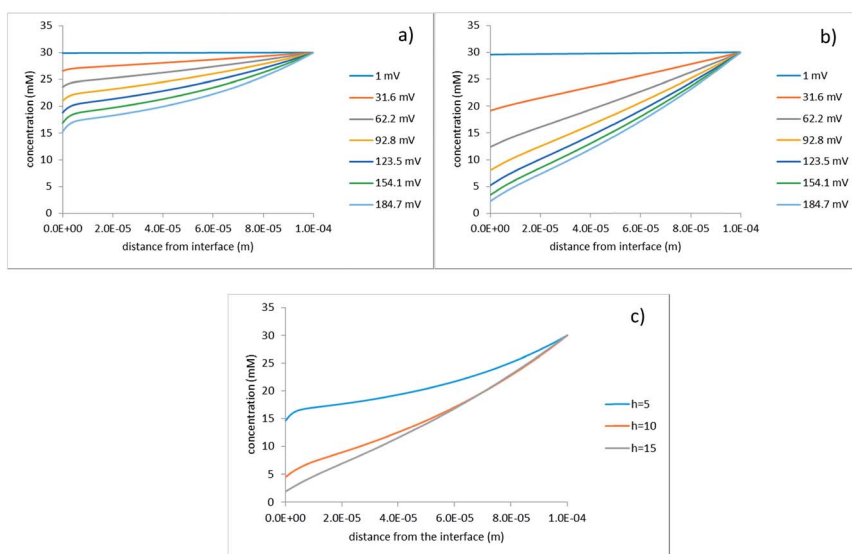 a)
35
30
25
20
15
10
5
0
concentration (mM)
0.0E+00 2.0E-05 4.0E-05 6.0E-05 8.0E-05 1.0E-04
distance from interface (m)
1 mV
31.6 mV
62.2 mV
92.8 mV
123.5 mV
154.1 mV
184.7 mV
b)
35
30
25
20
15
10
5
0
concentration (mM)
0.0E+00 2.0E-05 4.0E-05 6.0E-05 8.0E-05 1.0E-04
distance from interface (m)
1 mV
31.6 mV
62.2 mV
92.8 mV
123.5 mV
154.1 mV
184.7 mV
c)
35
30
25
20
15
10
5
0
concentration (mM)
0.0E+00 2.0E-05 4.0E-05 6.0E-05 8.0E-05 1.0E-04
distance from the interface (m)
h=5
h=10
h=15